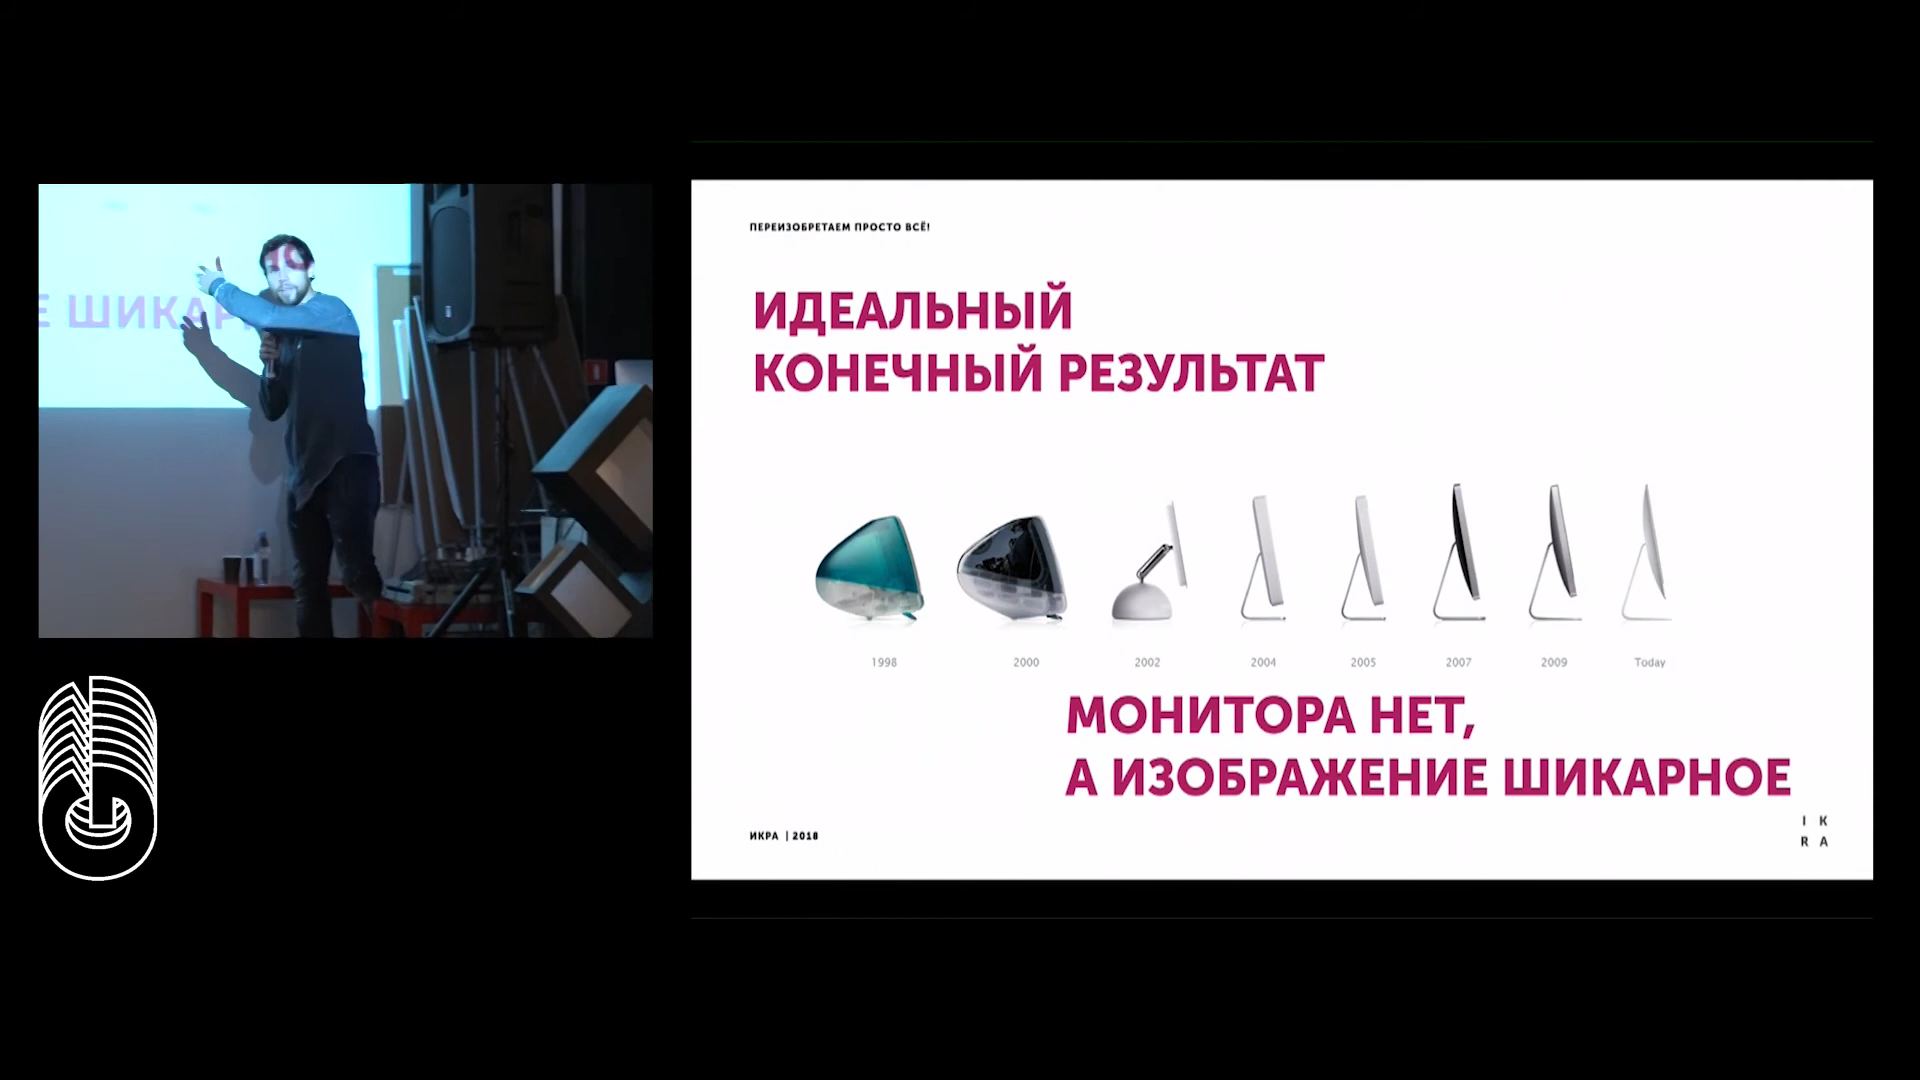 Е ШИКАР
ПЕРЕИЗОБРЕТАЕМ ПРОСТО ВСЁ!
ИДЕАЛЬНЫЙ
КОНЕЧНЫЙ РЕЗУЛЬТАТ
1998 2000 2002 2004 2005 2007 2009 Today
МОНИТОРА НЕТ,
А ИЗОБРАЖЕНИЕ ШИКАРНОЕ
ИКРА | 2018
I K
R A